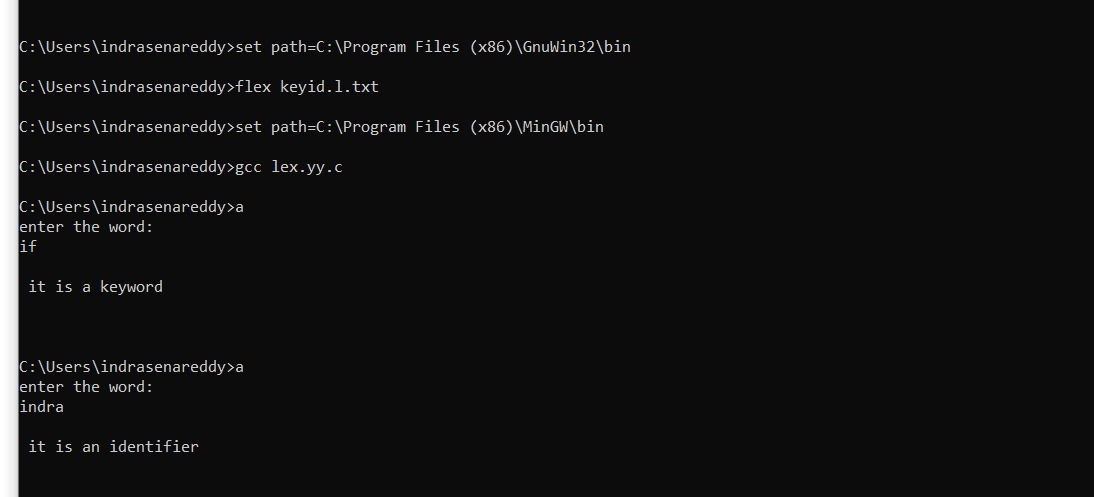 C:\Users\indrasenareddy>set path=C:\Program Files (x86)\GnuWin32\bin
C:\Users\indrasenareddy>flex keyid.l.txt
C:\Users\indrasenareddy>set path=C:\Program Files (x86)\MinGW\bin
C:\Users\indrasenareddy>gcc lex.yy.c
C:\Users\indrasenareddy>a
enter the word:
if
it is a keyword
C:\Users\indrasenareddy>a
enter the word:
indra
it is an identifier